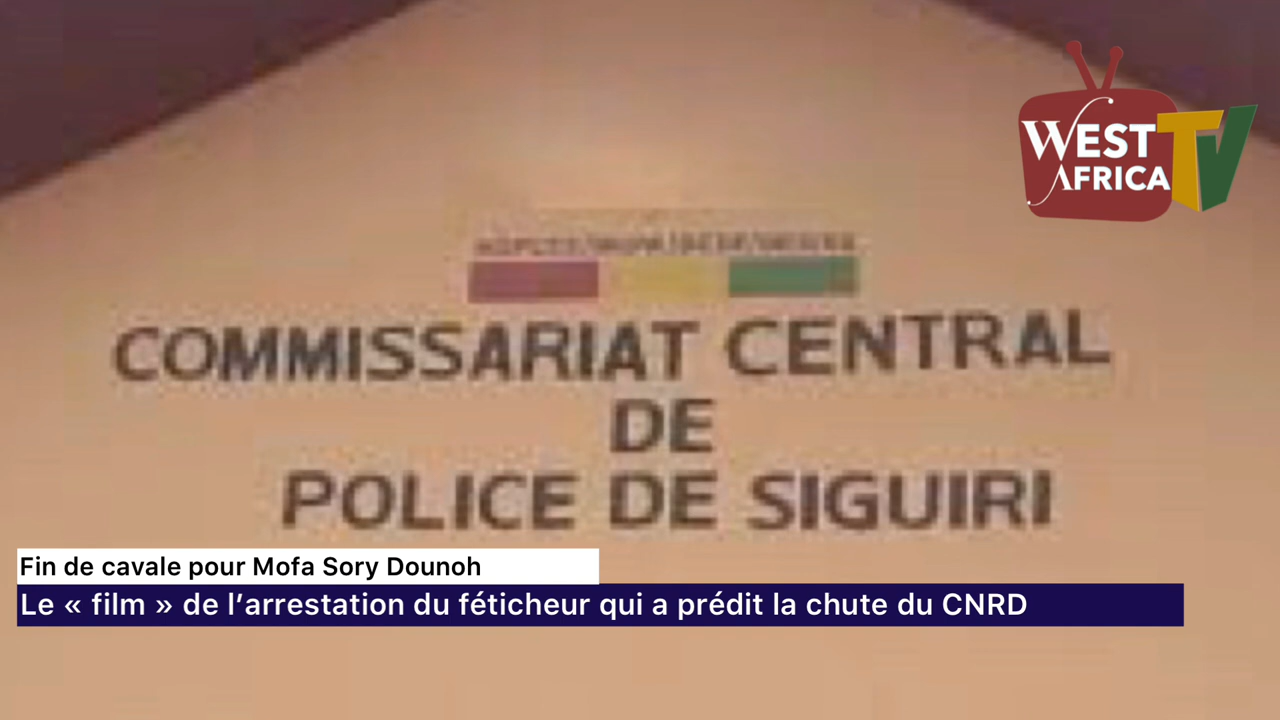 WEST
AFRICA
TV
COMMISSARIAT CENTRAL
DE
POLICE DE SIGUIRI
Fin de cavale pour Mofa Sory Dounoh
Le « film » de l’arrestation du féticheur qui a prédit la chute du CNRD